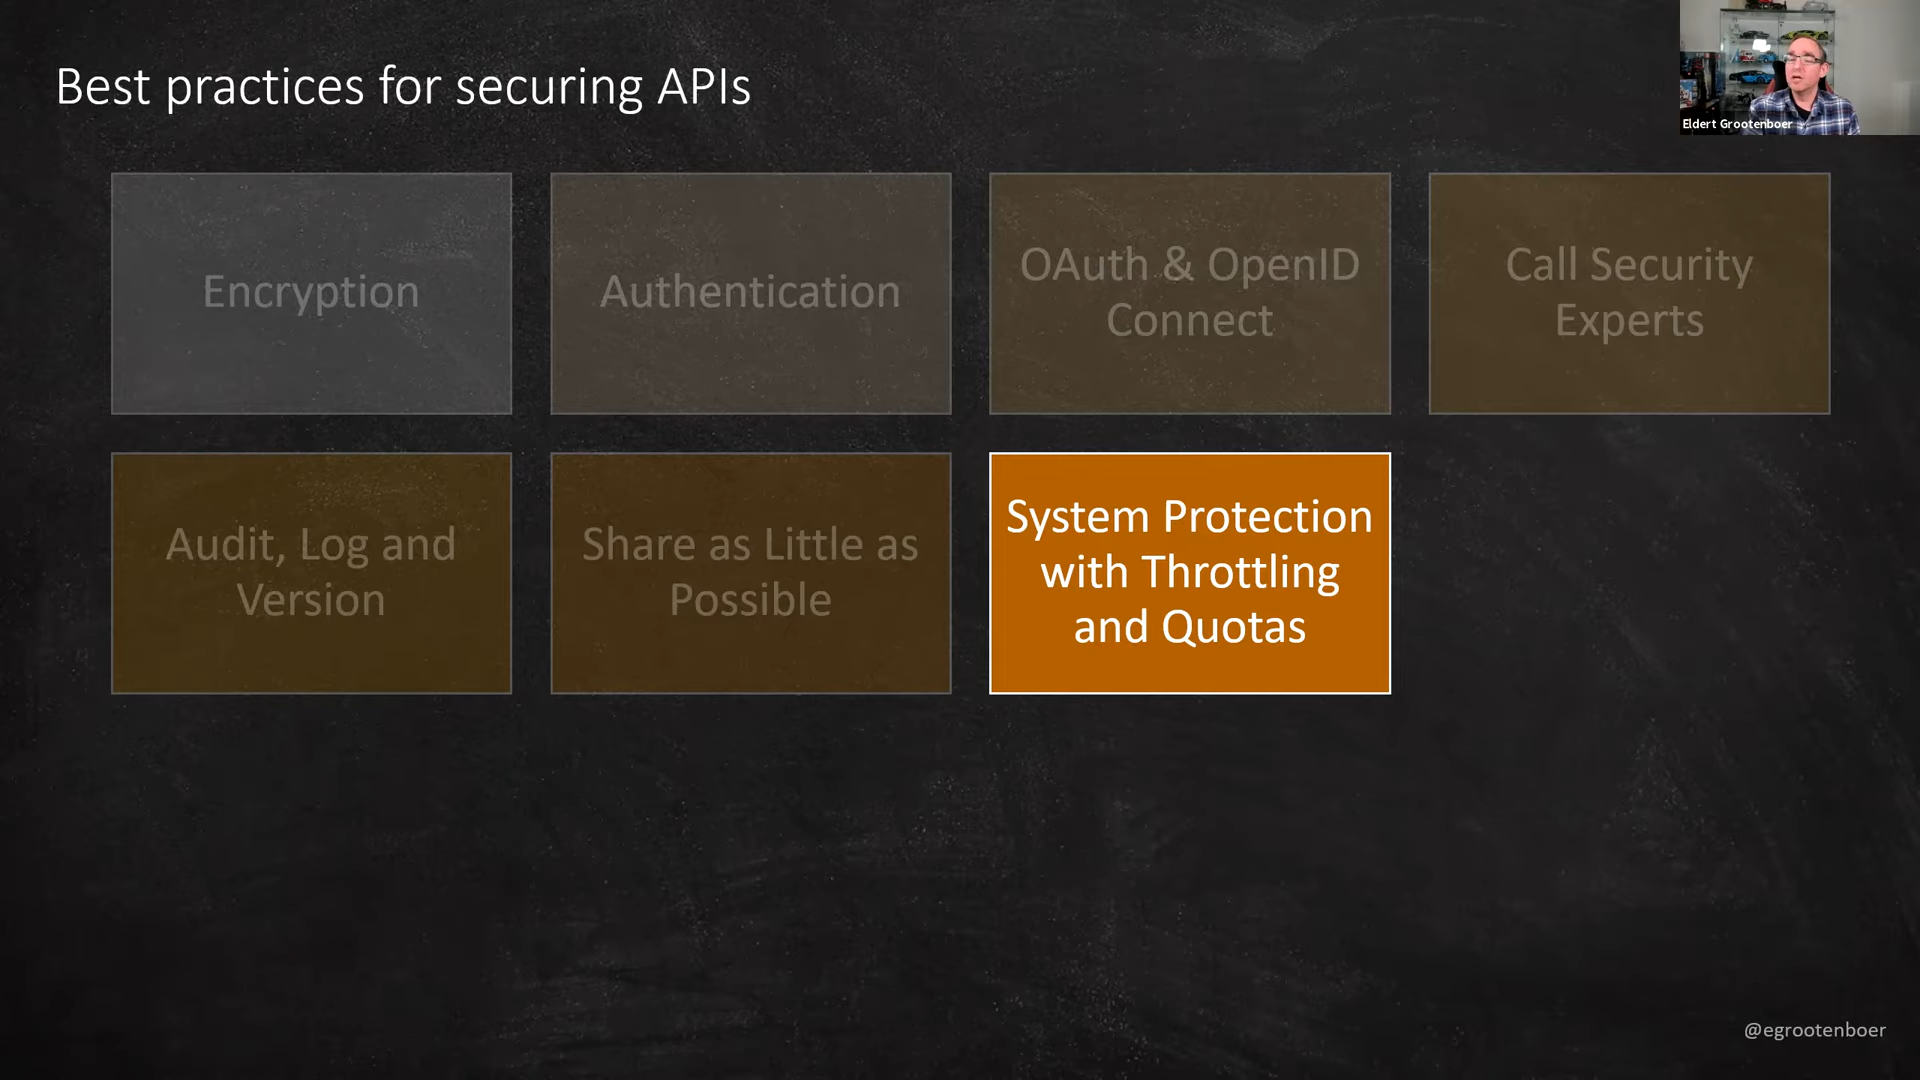 Best practices for securing APIs
Eldert Grootenboer
Encryption
Authentication
OAuth & OpenID
Connect
Call Security
Experts
Audit, Log and
Version
Share as Little as
Possible
System Protection
with Throttling
and Quotas
@egrootenboer